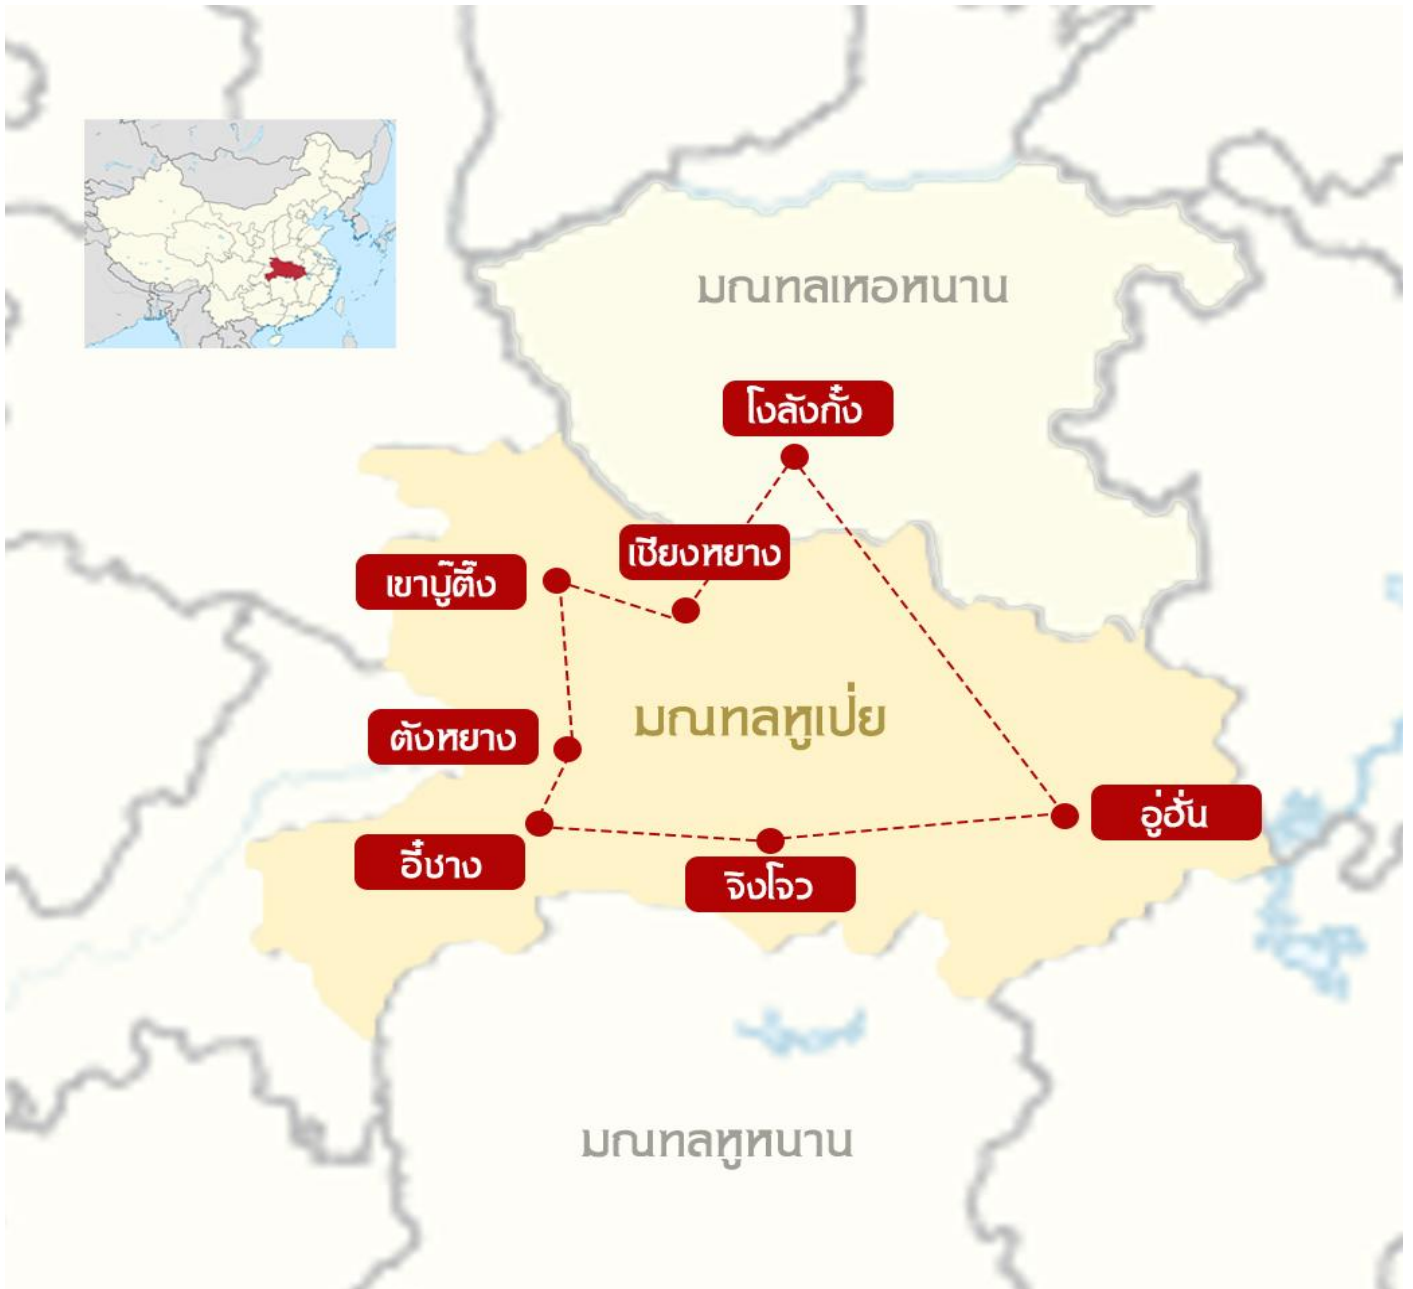 มณฑลเหอหนาน
โงลังกั๋ง
เซียงหยาง
เขาบู๊ตึ๊ง
มณฑลหูเป่ย
ตังหยาง
อู่ฮั่น
อี๋ชาง
จิงโจว
มณฑลหูหนาน